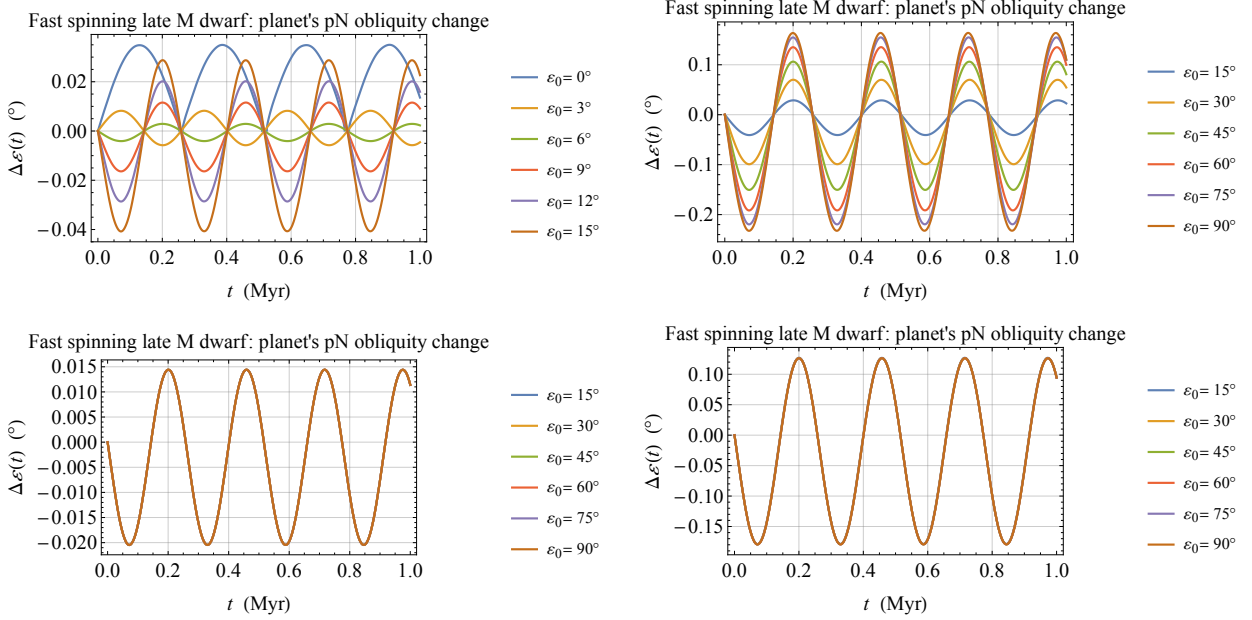 Fast spinning late M dwarf: planet's pN obliquity change
0.02
0.00
−0.02
−0.04
Δε(t) (°)
0.0 0.2 0.4 0.6 0.8 1.0
t (Myr)
ε0= 0°
ε0= 3°
ε0= 6°
ε0= 9°
ε0= 12°
ε0= 15°
Fast spinning late M dwarf: planet's pN obliquity change
0.1
0.0
−0.1
−0.2
Δε(t) (°)
0.0 0.2 0.4 0.6 0.8 1.0
t (Myr)
ε0= 15°
ε0= 30°
ε0= 45°
ε0= 60°
ε0= 75°
ε0= 90°
Fast spinning late M dwarf: planet's pN obliquity change
0.015
0.010
0.005
0.000
−0.005
−0.010
−0.015
−0.020
Δε(t) (°)
0.0 0.2 0.4 0.6 0.8 1.0
t (Myr)
ε0= 15°
ε0= 30°
ε0= 45°
ε0= 60°
ε0= 75°
ε0= 90°
Fast spinning late M dwarf: planet's pN obliquity change
0.10
0.05
0.00
−0.05
−0.10
−0.15
Δε(t) (°)
0.0 0.2 0.4 0.6 0.8 1.0
t (Myr)
ε0= 15°
ε0= 30°
ε0= 45°
ε0= 60°
ε0= 75°
ε0= 90°